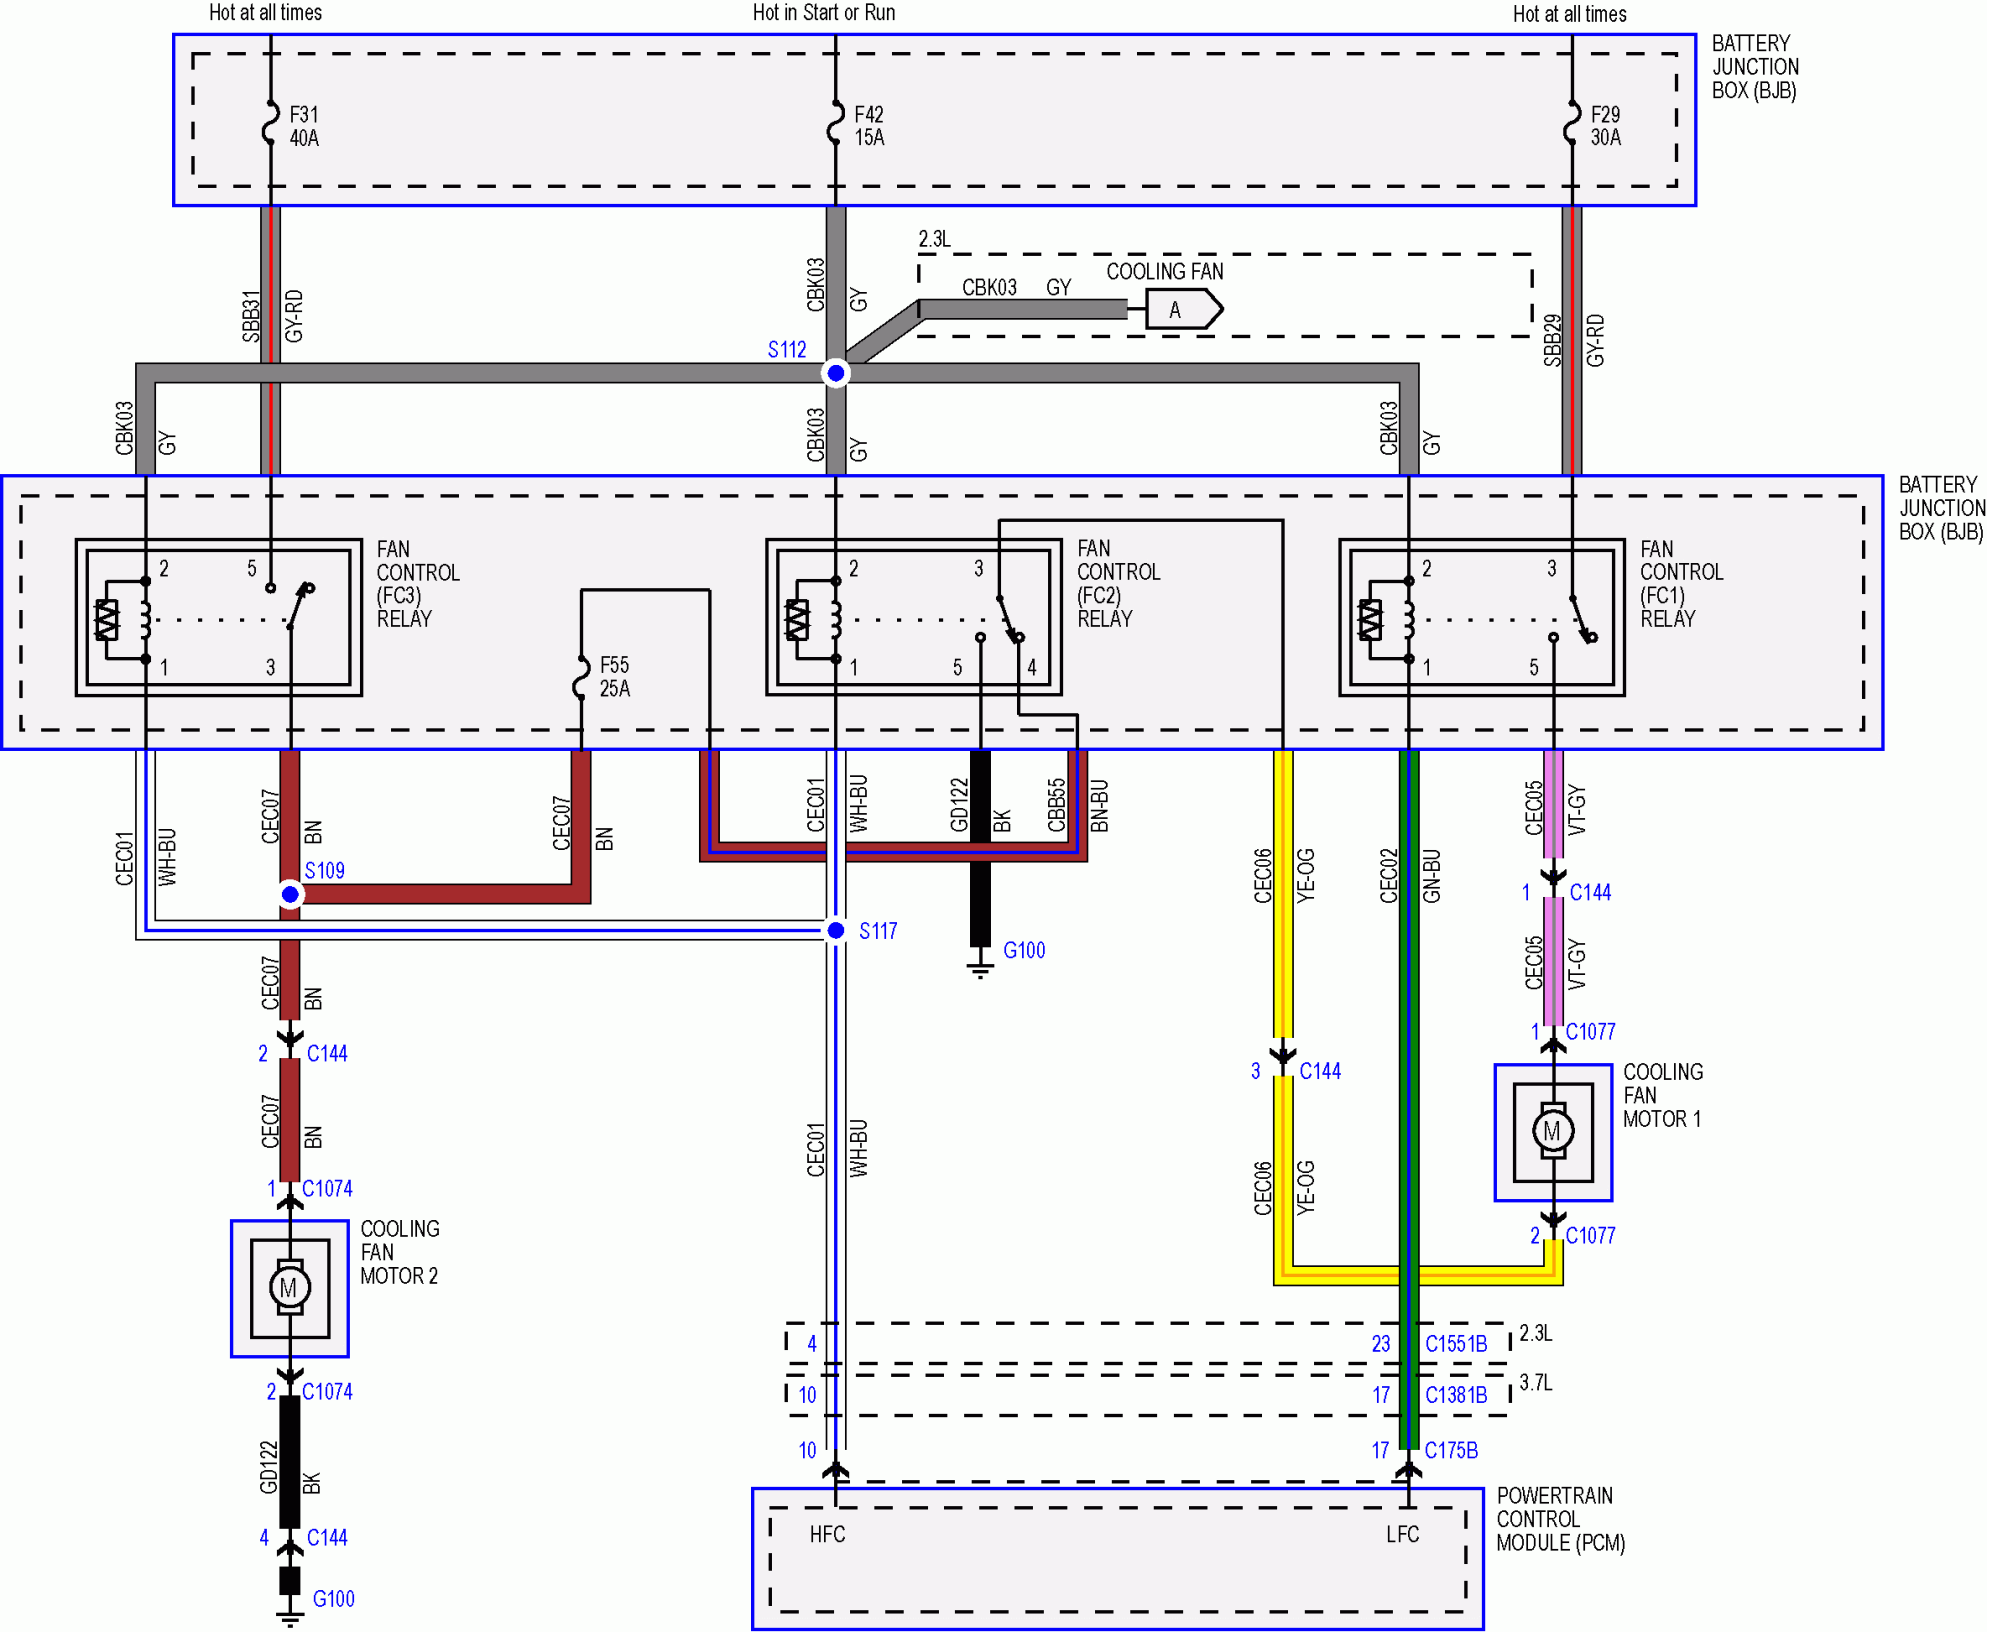 Hot at all times
Hot in Start or Run
Hot at all times
BATTERY
JUNCTION
BOX (BJB)
F31
40A
F42
15A
F29
30A
2.3L
COOLING FAN
CBK03 GY
A
SBB31
GY-RD
CBK03
GY
SBB29
GY-RD
S112
CBK03
GY
CBK03
GY
CBK03
GY
BATTERY
JUNCTION
BOX (BJB)
2
5
1
3
FAN
CONTROL
(FC3)
RELAY
F55
25A
2
3
1
5
4
FAN
CONTROL
(FC2)
RELAY
2
3
1
5
FAN
CONTROL
(FC1)
RELAY
CEC01
WH-BU
CEC07
BN
CEC07
BN
CEC01
WH-BU
GD122
BK
CBB55
BN-BU
CEC06
YE-OG
CEC02
GN-BU
CEC05
VT-GY
S109
1 C144
S117
G100
CEC07
BN
CEC05
VT-GY
2 C144
1 C1077
3 C144
COOLING
FAN
MOTOR 1
M
CEC07
BN
CEC01
WH-BU
CEC06
YE-OG
1 C1074
COOLING
FAN
MOTOR 2
M
2 C1077
4 23 C1551B 2.3L
10 17 C1381B 3.7L
2 C1074
10 17 C175B
GD122
BK
4 C144
G100
HFC
LFC
POWERTRAIN
CONTROL
MODULE (PCM)